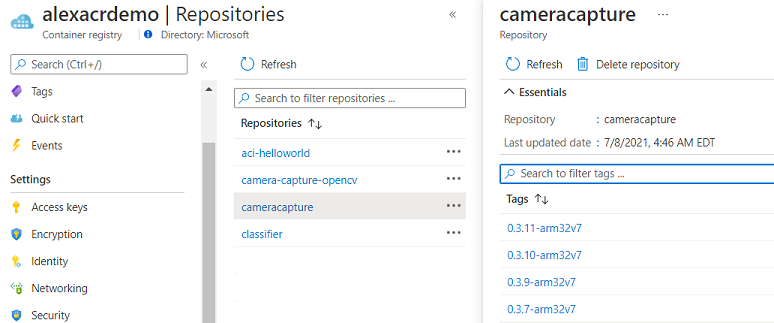 alexacrdemo | Repositories
Container registry
Directory: Microsoft
Search (Ctrl+/)
Tags
Quick start
Events
Settings
Access keys
Encryption
Identity
Networking
Security
Refresh
Search to filter repositories ...
Repositories
aci-helloworld
camera-capture-opencv
cameracapture
classifier
cameracapture
Repository
Refresh
Delete repository
Essentials
Repository : cameracapture
Last updated date : 7/8/2021, 4:46 AM EDT
Search to filter tags ...
Tags
0.3.11-arm32v7
0.3.10-arm32v7
0.3.9-arm32v7
0.3.7-arm32v7